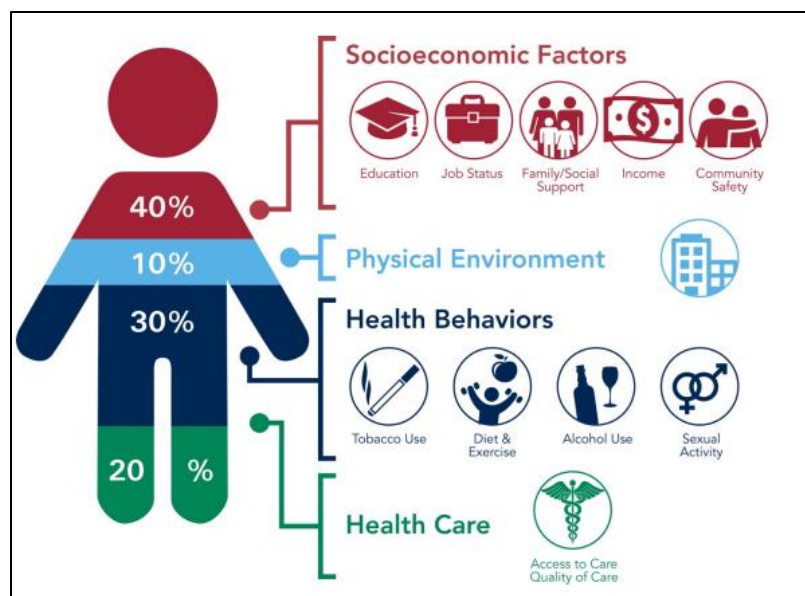 Socioeconomic Factors
Education
Job Status
Family/Social
Support
Income
Community
Safety
40%
10%
Physical Environment
30%
Health Behaviors
Tobacco Use
Diet &
Exercise
Alcohol Use
Sexual
Activity
20 %
Health Care
Access to Care
Quality of Care
$